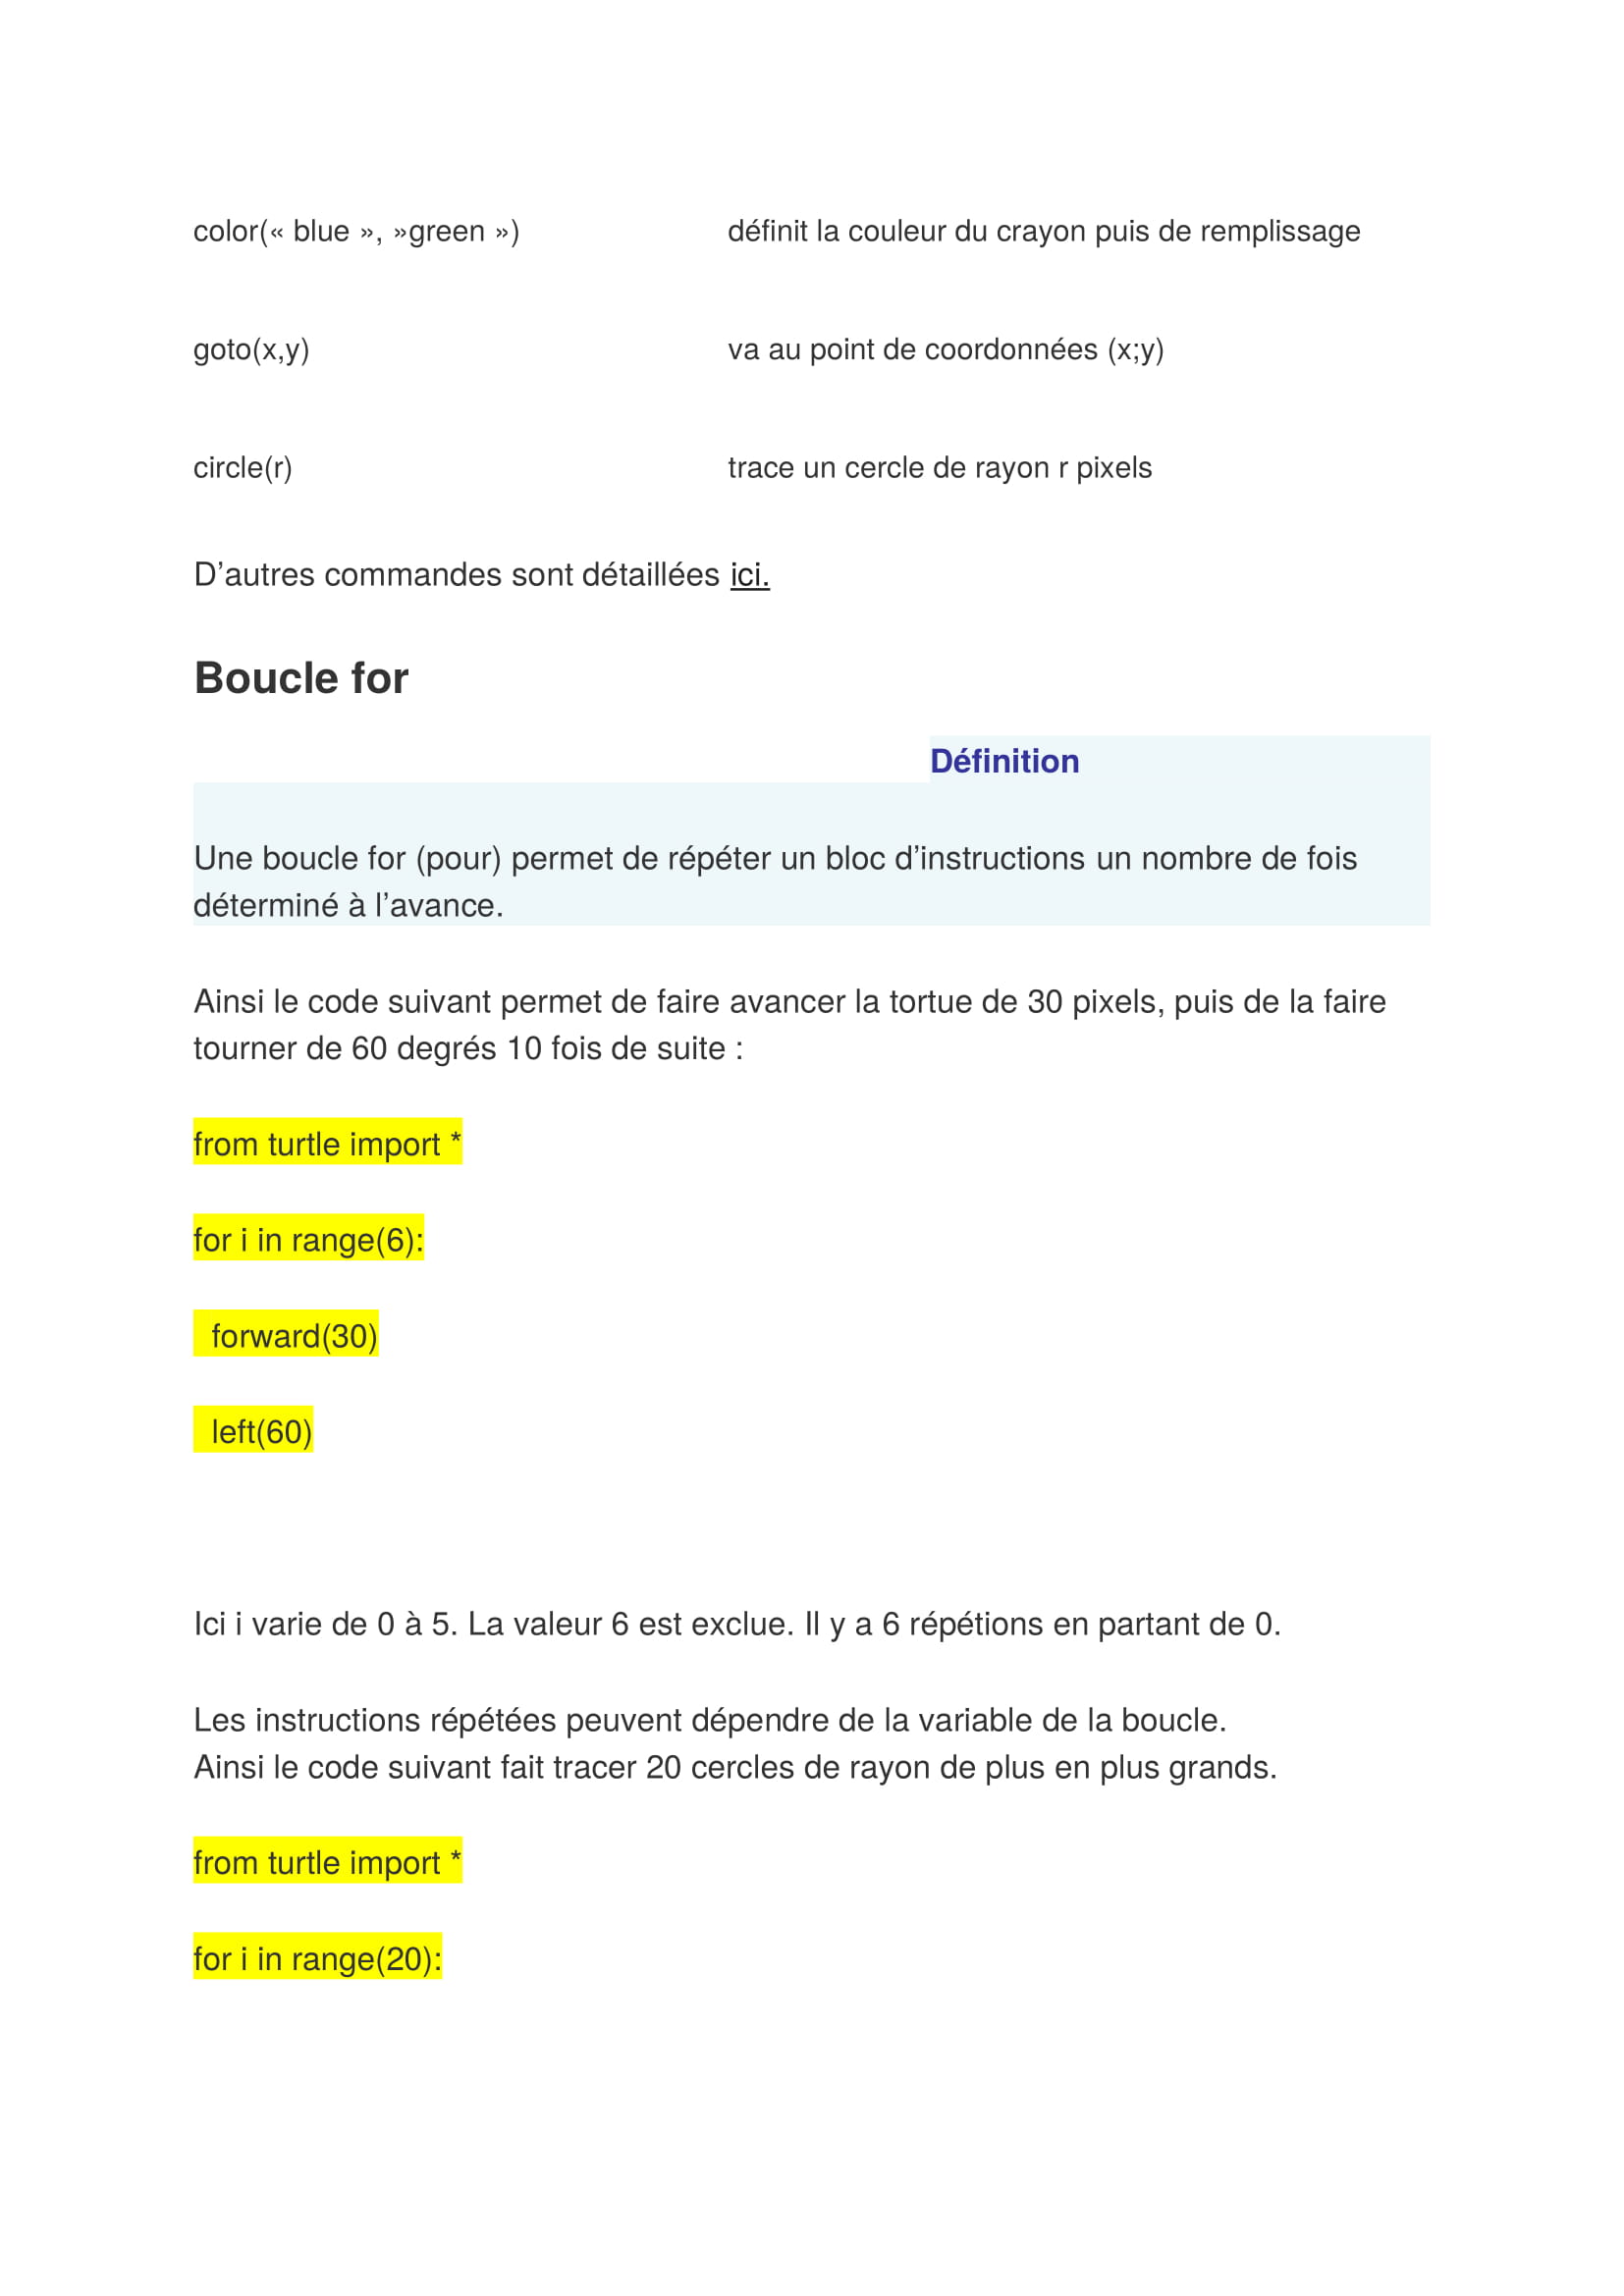 color(« blue », »green ») définit la couleur du crayon puis de remplissage
goto(x,y) va au point de coordonnées (x;y)
circle(r) trace un cercle de rayon r pixels
D’autres commandes sont détaillées ici.
Boucle for
Définition
Une boucle for (pour) permet de répéter un bloc d’instructions un nombre de fois
déterminé à l’avance.
Ainsi le code suivant permet de faire avancer la tortue de 30 pixels, puis de la faire
tourner de 60 degrés 10 fois de suite :
from turtle import *
for i in range(6):
  forward(30)
  left(60)
Ici i varie de 0 à 5. La valeur 6 est exclue. Il y a 6 répétions en partant de 0.
Les instructions répétées peuvent dépendre de la variable de la boucle.
Ainsi le code suivant fait tracer 20 cercles de rayon de plus en plus grands.
from turtle import *
for i in range(20):